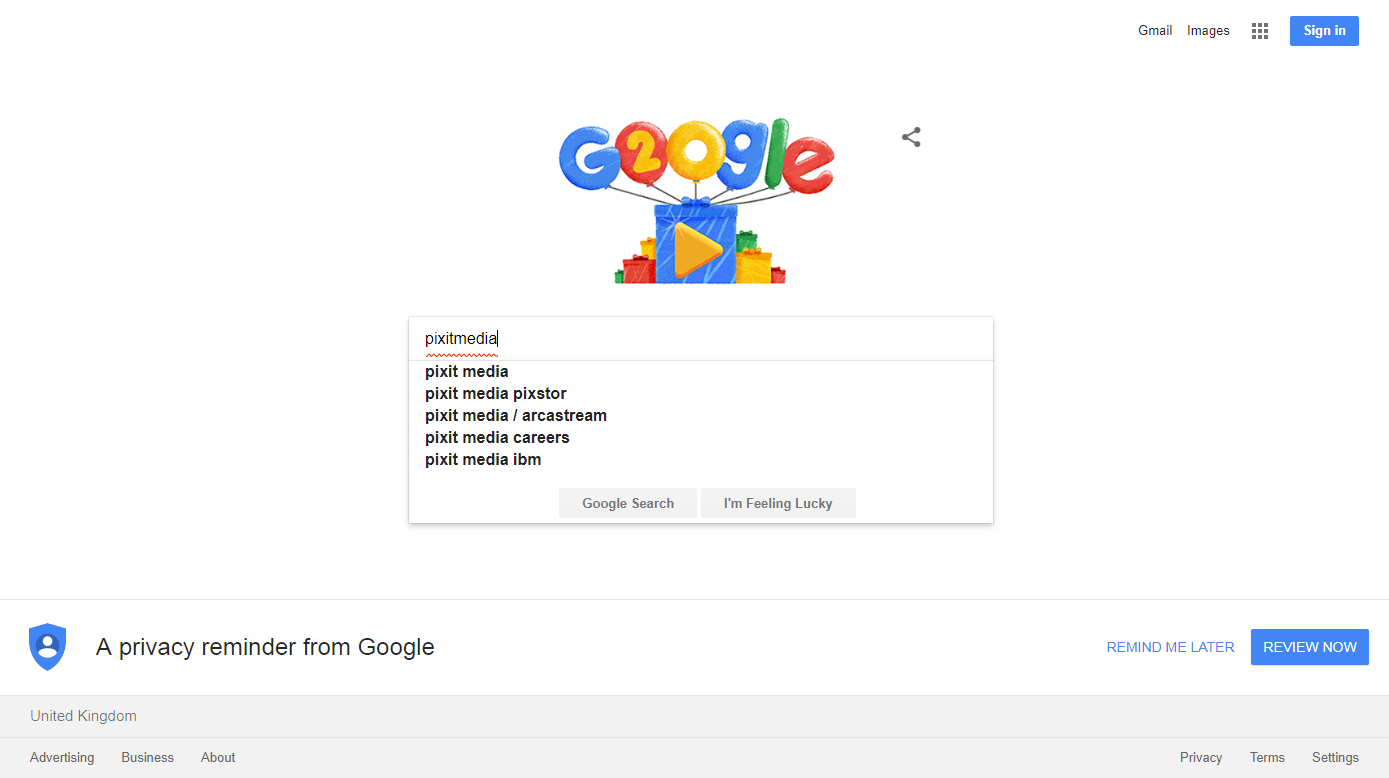 Gmail Images Sign in
G2OgLe
pixitmedia
pixit media
pixit media pixstor
pixit media / arcastream
pixit media careers
pixit media ibm
Google Search I'm Feeling Lucky
A privacy reminder from Google REMIND ME LATER REVIEW NOW
United Kingdom
Advertising Business About Privacy Terms Settings